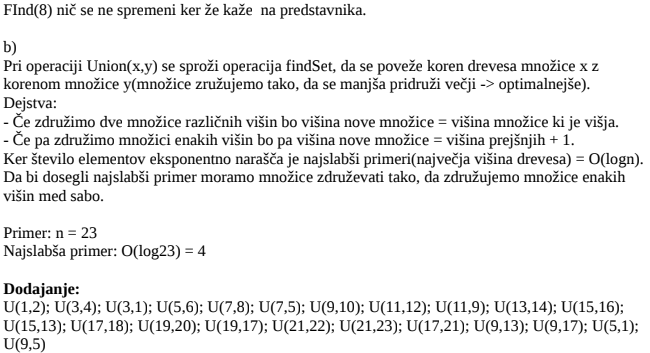 FInd(8) nič se ne spremeni ker že kaže  na predstavnika.
b)
Pri operaciji Union(x,y) se sproži operacija findSet, da se poveže koren drevesa množice x z
korenom množice y(množice zružujemo tako, da se manjša pridruži večji -> optimalnejše).
Dejstva:
- Če združimo dve množice različnih višin bo višina nove množice = višina množice ki je višja.
- Če pa združimo množici enakih višin bo pa višina nove množice = višina prejšnjih + 1.
Ker število elementov eksponentno narašča je najslabši primeri(največja višina drevesa) = O(logn).
Da bi dosegli najslabši primer moramo množice združevati tako, da združujemo množice enakih
višin med sabo.
Primer: n = 23
Najslabša primer: O(log23) = 4
Dodajanje:
U(1,2); U(3,4); U(3,1); U(5,6); U(7,8); U(7,5); U(9,10); U(11,12); U(11,9); U(13,14); U(15,16);
U(15,13); U(17,18); U(19,20); U(19,17); U(21,22); U(21,23); U(17,21); U(9,13); U(9,17); U(5,1);
U(9,5)